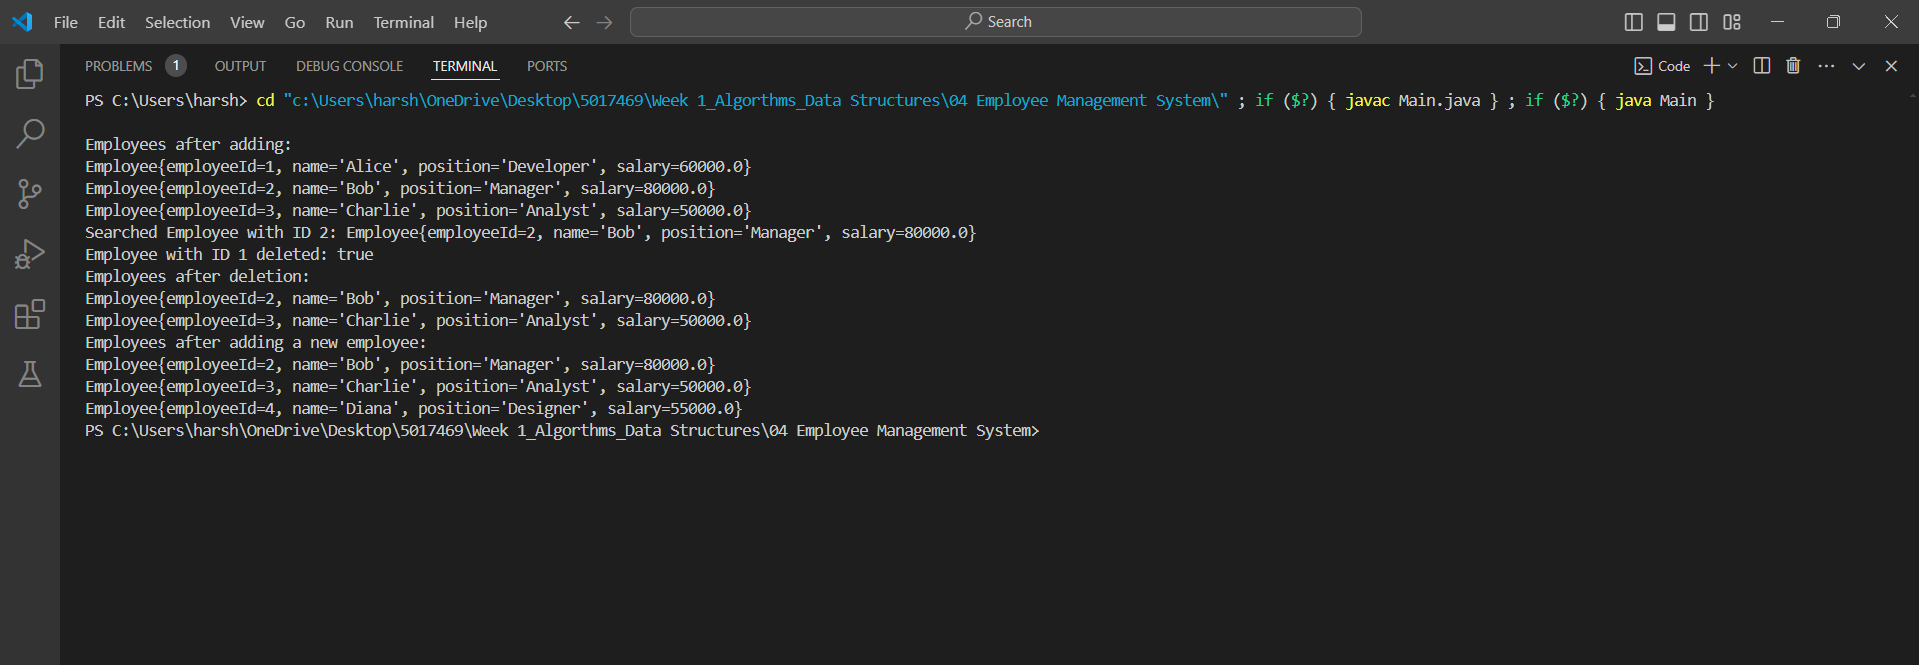 File Edit Selection View Go Run Terminal Help Search
PROBLEMS 1 OUTPUT DEBUG CONSOLE TERMINAL PORTS Code
PS C:\Users\harsh> cd "c:\Users\harsh\OneDrive\Desktop\5017469\Week 1_Algorthms_Data Structures\04 Employee Management System\" ; if ($?) { javac Main.java } ; if ($?) { java Main }
Employees after adding:
Employee{employeeId=1, name='Alice', position='Developer', salary=60000.0}
Employee{employeeId=2, name='Bob', position='Manager', salary=80000.0}
Employee{employeeId=3, name='Charlie', position='Analyst', salary=50000.0}
Searched Employee with ID 2: Employee{employeeId=2, name='Bob', position='Manager', salary=80000.0}
Employee with ID 1 deleted: true
Employees after deletion:
Employee{employeeId=2, name='Bob', position='Manager', salary=80000.0}
Employee{employeeId=3, name='Charlie', position='Analyst', salary=50000.0}
Employees after adding a new employee:
Employee{employeeId=2, name='Bob', position='Manager', salary=80000.0}
Employee{employeeId=3, name='Charlie', position='Analyst', salary=50000.0}
Employee{employeeId=4, name='Diana', position='Designer', salary=55000.0}
PS C:\Users\harsh\OneDrive\Desktop\5017469\Week 1_Algorthms_Data Structures\04 Employee Management System>